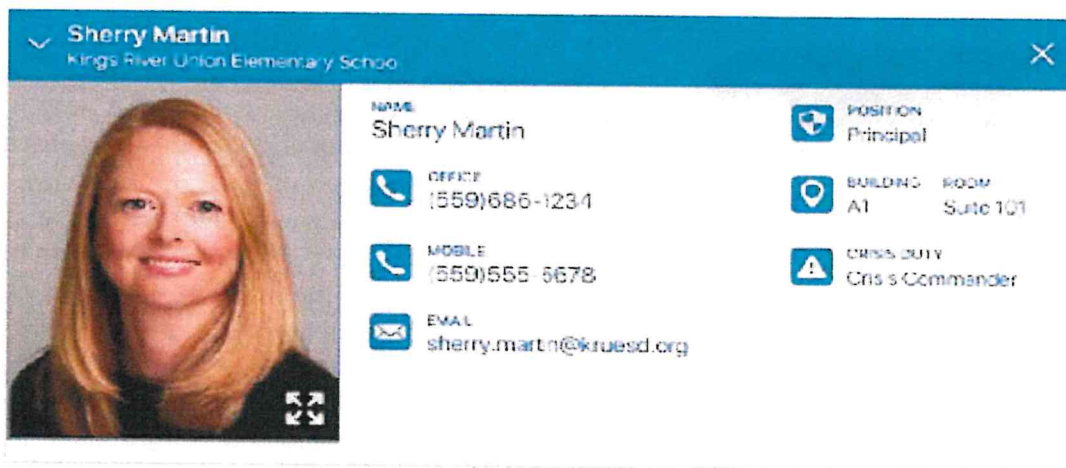 Sherry Martin
Kings River Union Elementary School
NAME
Sherry Martin
OFFICE
(559)686-1234
MOBILE
(559)555-5678
EMAIL
sherry.martin@kruesd.org
POSITION
Principal
BUILDING ROOM
A1 Suite 101
CRISIS DUTY
Crisis Commander